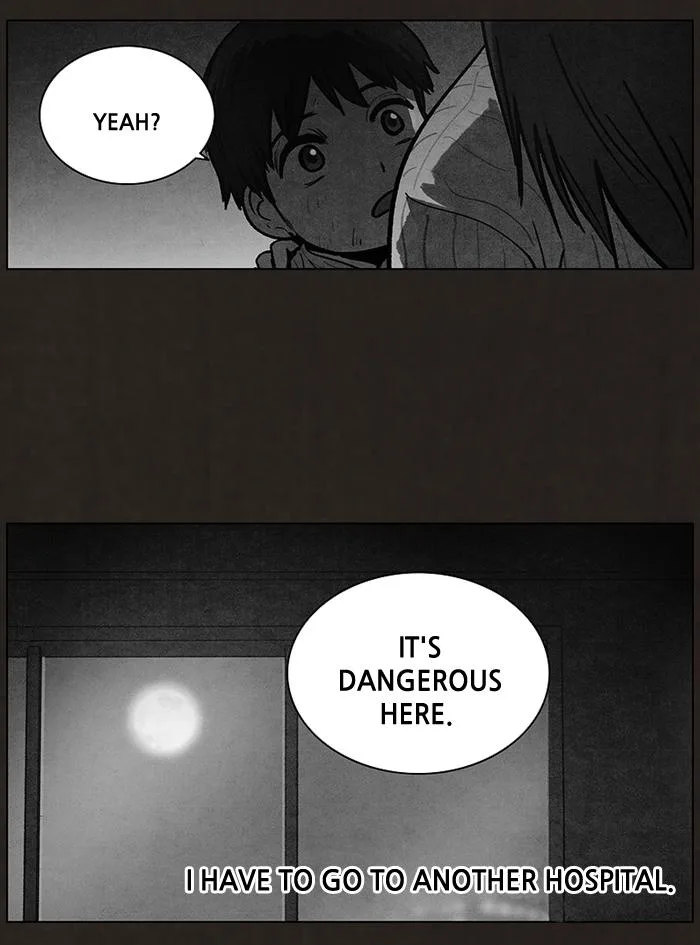 YEAH?
IT'S
DANGEROUS
HERE.
I HAVE TO GO TO ANOTHER HOSPITAL.